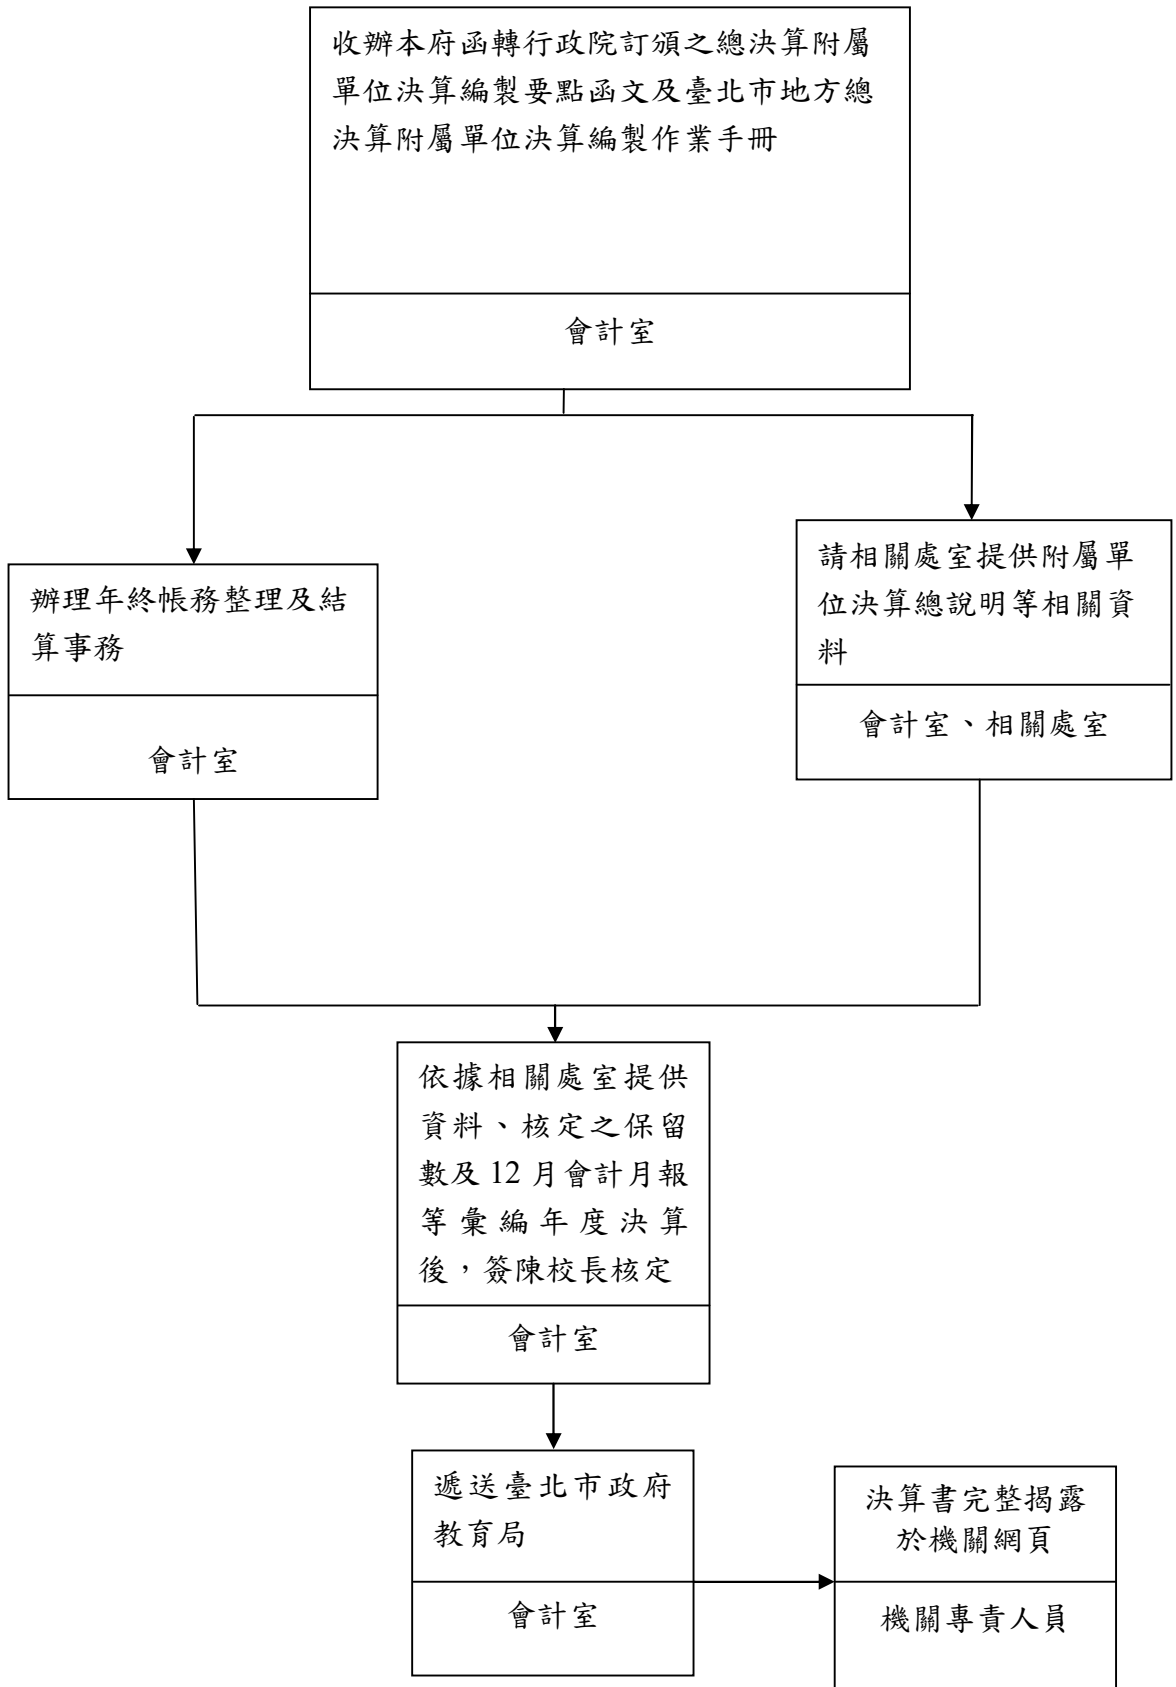 收辦本府函轉行政院訂頒之總決算附屬
單位決算編製要點函文及臺北市地方總
決算附屬單位決算編製作業手冊
會計室
辦理年終帳務整理及結
算事務
會計室
請相關處室提供附屬單
位決算總說明等相關資
料
會計室、相關處室
依據相關處室提供
資料、核定之保留
數及 12 月會計月報
等彙編年度決算
後，簽陳校長核定
會計室
遞送臺北市政府
教育局
會計室
決算書完整揭露
於機關網頁
機關專責人員